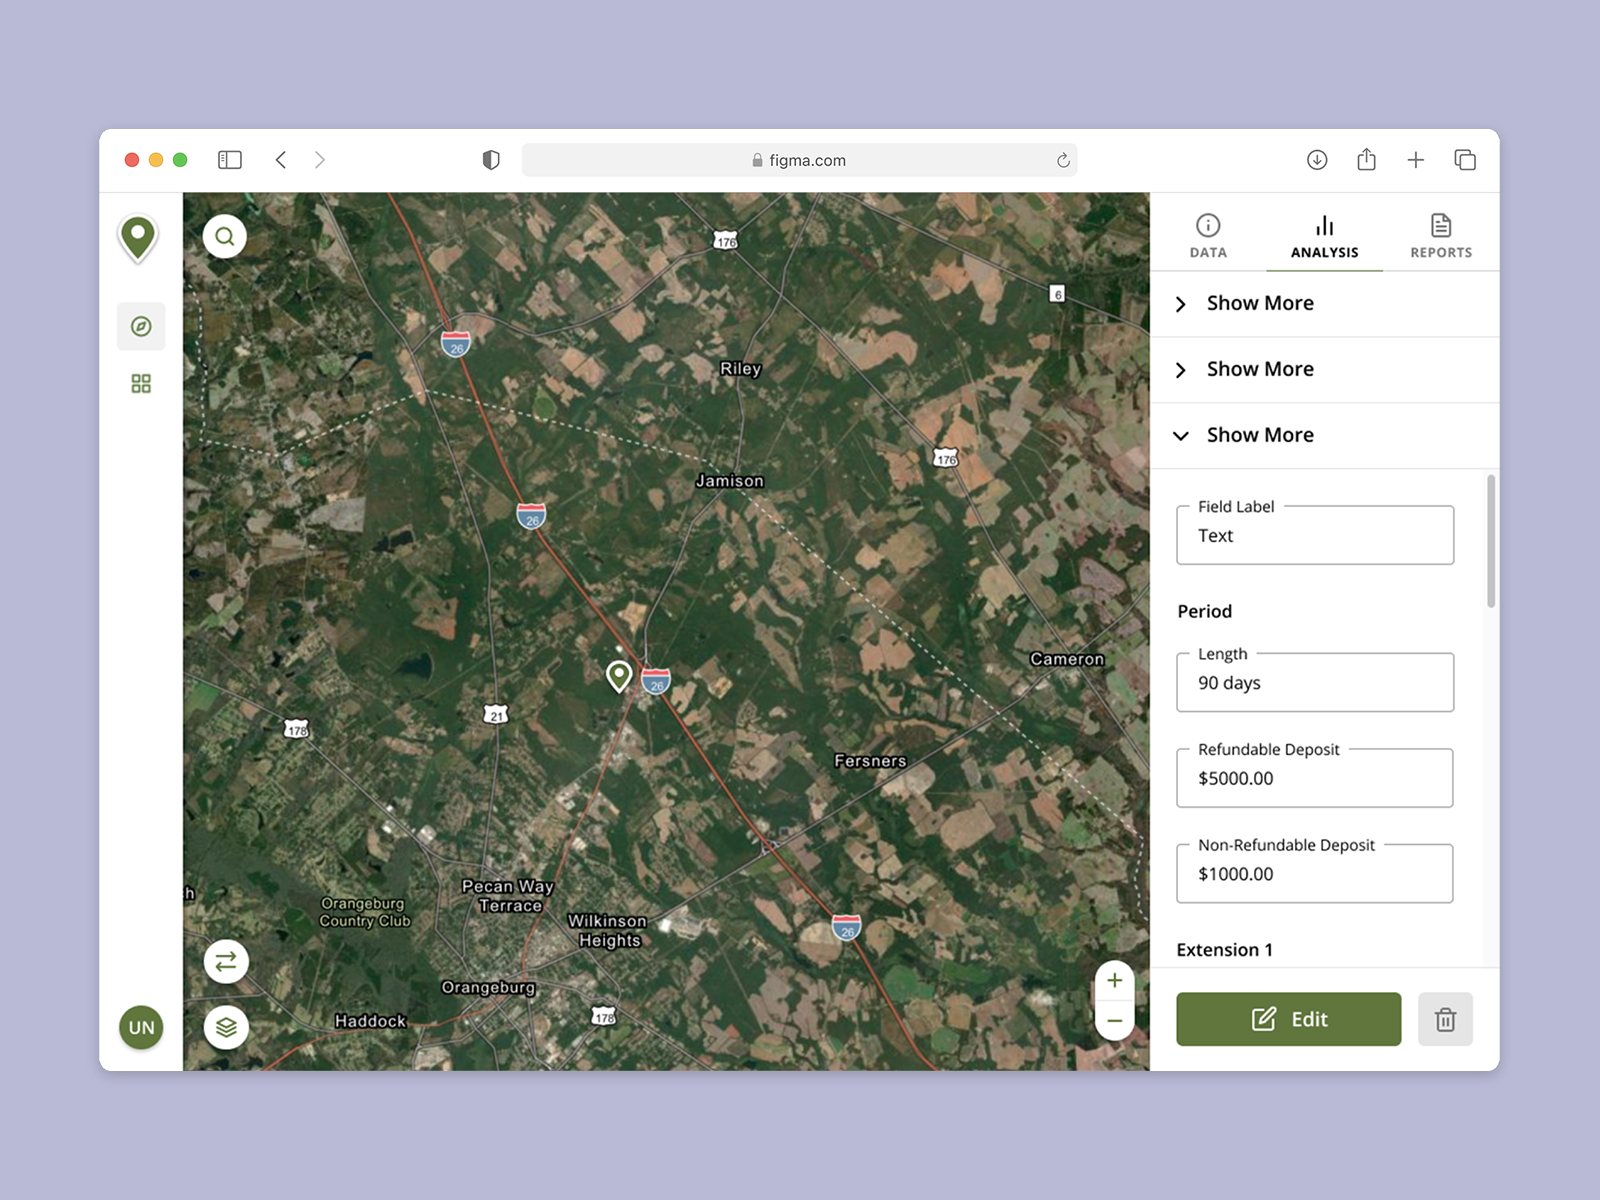 figma.com
DATA
ANALYSIS
REPORTS
Show More
Show More
Show More
Field Label
Text
Period
Length
90 days
Refundable Deposit
$5000.00
Non-Refundable Deposit
$1000.00
Extension 1
Edit
UN
176
6
26
Riley
176
Jamison
26
Cameron
26
21
178
Fersners
Pecan Way
Terrace
Orangeburg
Country Club
Wilkinson
Heights
26
Orangeburg
178
Haddock